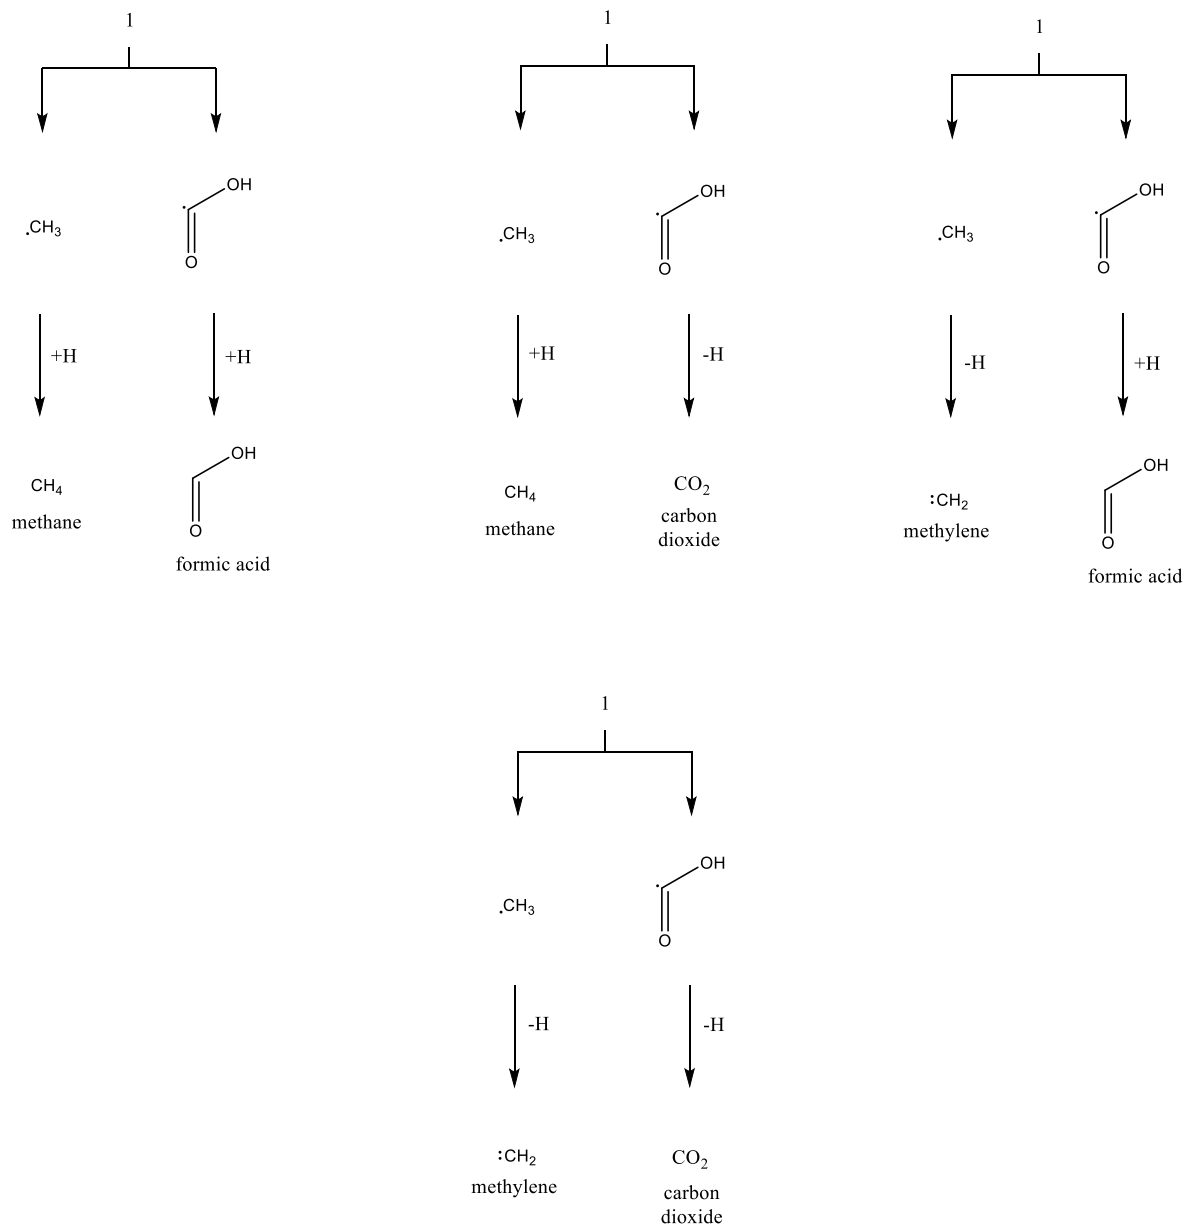 1
1
1
OH
OH
OH
.CH3
.CH3
.CH3
O
O
O
+H
+H
+H
-H
-H
+H
OH
OH
CH4
CH4
CO2
:CH2
methane
methane
carbon
dioxide
methylene
O
O
formic acid
formic acid
1
OH
.CH3
O
-H
-H
:CH2
CO2
methylene
carbon
dioxide